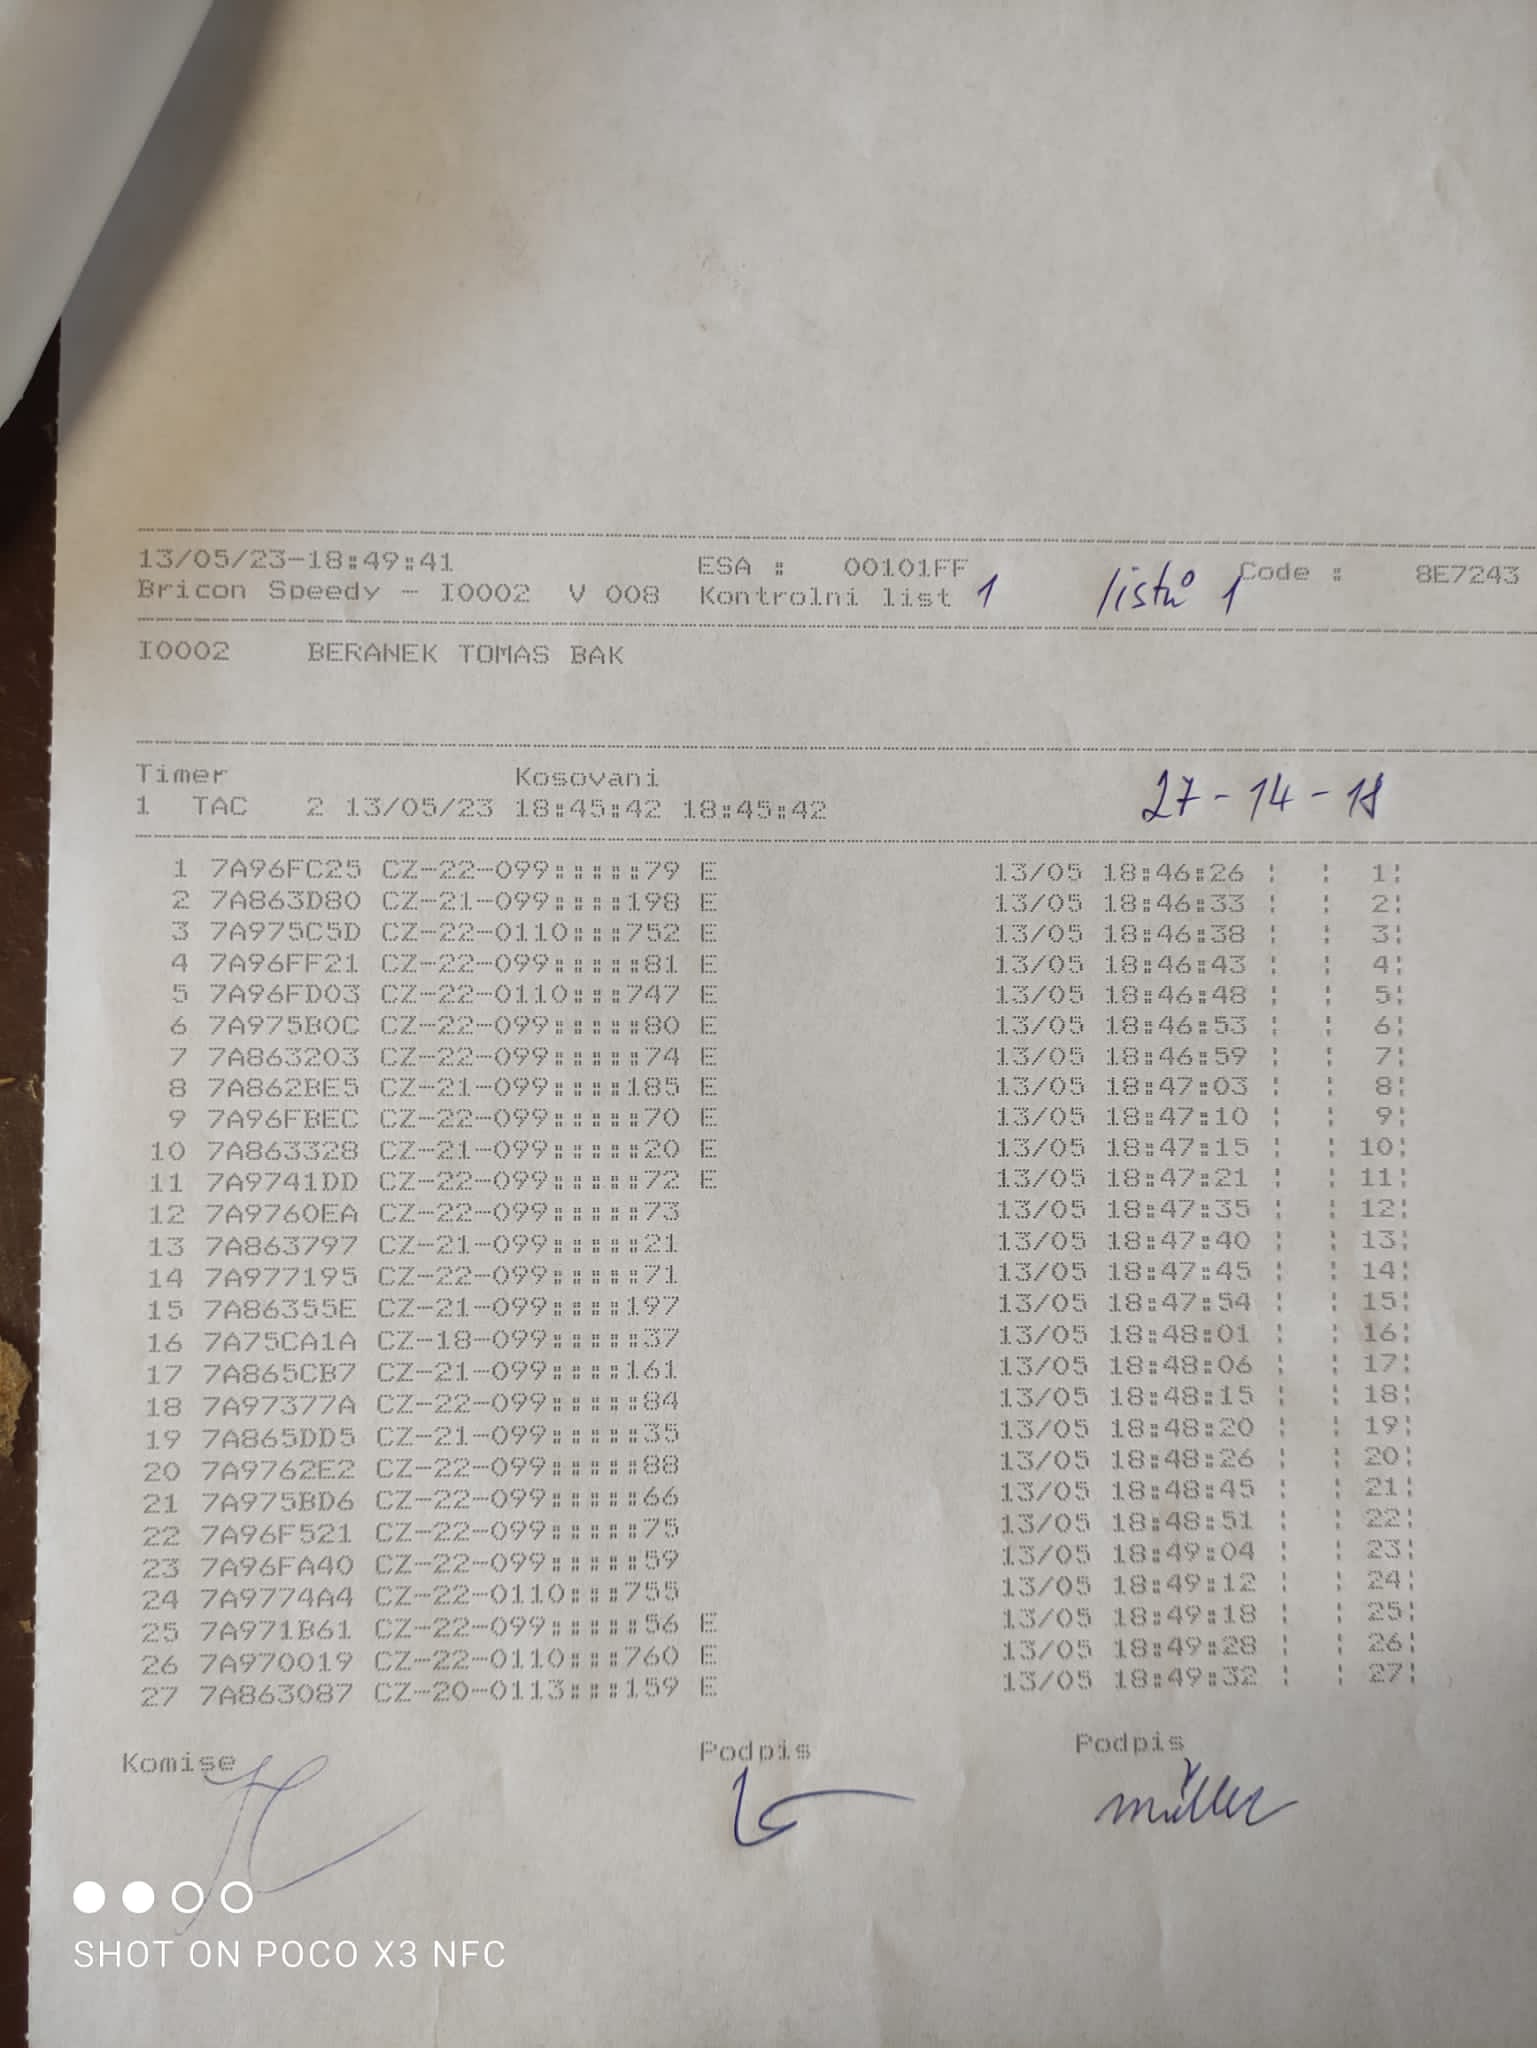 13/05/23-18:49:41 ESA : 00101FF Code : 8E7243
Bricon Speedy - I0002 V 008 Kontrolni list 1 listů 1
I0002 BERANEK TOMAS BAK
Timer Kosovani
1 TAC 2 13/05/23 18:45:42 18:45:42 27-14-18
1 7A96FC25 CZ-22-099:::::79 E 13/05 18:46:26 ¦ ¦ 1¦
2 7A863D80 CZ-21-099::::198 E 13/05 18:46:33 ¦ ¦ 2¦
3 7A975C5D CZ-22-0110:::752 E 13/05 18:46:38 ¦ ¦ 3¦
4 7A96FF21 CZ-22-099:::::81 E 13/05 18:46:43 ¦ ¦ 4¦
5 7A96FD03 CZ-22-0110:::747 E 13/05 18:46:48 ¦ ¦ 5¦
6 7A975B0C CZ-22-099:::::80 E 13/05 18:46:53 ¦ ¦ 6¦
7 7A863203 CZ-22-099:::::74 E 13/05 18:46:59 ¦ ¦ 7¦
8 7A862BE5 CZ-21-099::::185 E 13/05 18:47:03 ¦ ¦ 8¦
9 7A96FBEC CZ-22-099:::::70 E 13/05 18:47:10 ¦ ¦ 9¦
10 7A863328 CZ-21-099:::::20 E 13/05 18:47:15 ¦ ¦ 10¦
11 7A9741DD CZ-22-099:::::72 E 13/05 18:47:21 ¦ ¦ 11¦
12 7A9760EA CZ-22-099:::::73 13/05 18:47:35 ¦ ¦ 12¦
13 7A863797 CZ-21-099:::::21 13/05 18:47:40 ¦ ¦ 13¦
14 7A977195 CZ-22-099:::::71 13/05 18:47:45 ¦ ¦ 14¦
15 7A86355E CZ-21-099::::197 13/05 18:47:54 ¦ ¦ 15¦
16 7A75CA1A CZ-18-099:::::37 13/05 18:48:01 ¦ ¦ 16¦
17 7A865CB7 CZ-21-099::::161 13/05 18:48:06 ¦ ¦ 17¦
18 7A97377A CZ-22-099:::::84 13/05 18:48:15 ¦ ¦ 18¦
19 7A865DD5 CZ-21-099:::::35 13/05 18:48:20 ¦ ¦ 19¦
20 7A9762E2 CZ-22-099:::::88 13/05 18:48:26 ¦ ¦ 20¦
21 7A975BD6 CZ-22-099:::::66 13/05 18:48:45 ¦ ¦ 21¦
22 7A96F521 CZ-22-099:::::75 13/05 18:48:51 ¦ ¦ 22¦
23 7A96FA40 CZ-22-099:::::59 13/05 18:49:04 ¦ ¦ 23¦
24 7A9774A4 CZ-22-0110:::755 13/05 18:49:12 ¦ ¦ 24¦
25 7A971B61 CZ-22-099:::::56 E 13/05 18:49:18 ¦ ¦ 25¦
26 7A970019 CZ-22-0110:::760 E 13/05 18:49:28 ¦ ¦ 26¦
27 7A863087 CZ-20-0113:::159 E 13/05 18:49:32 ¦ ¦ 27¦
Komise Podpis Podpis
müller
SHOT ON POCO X3 NFC